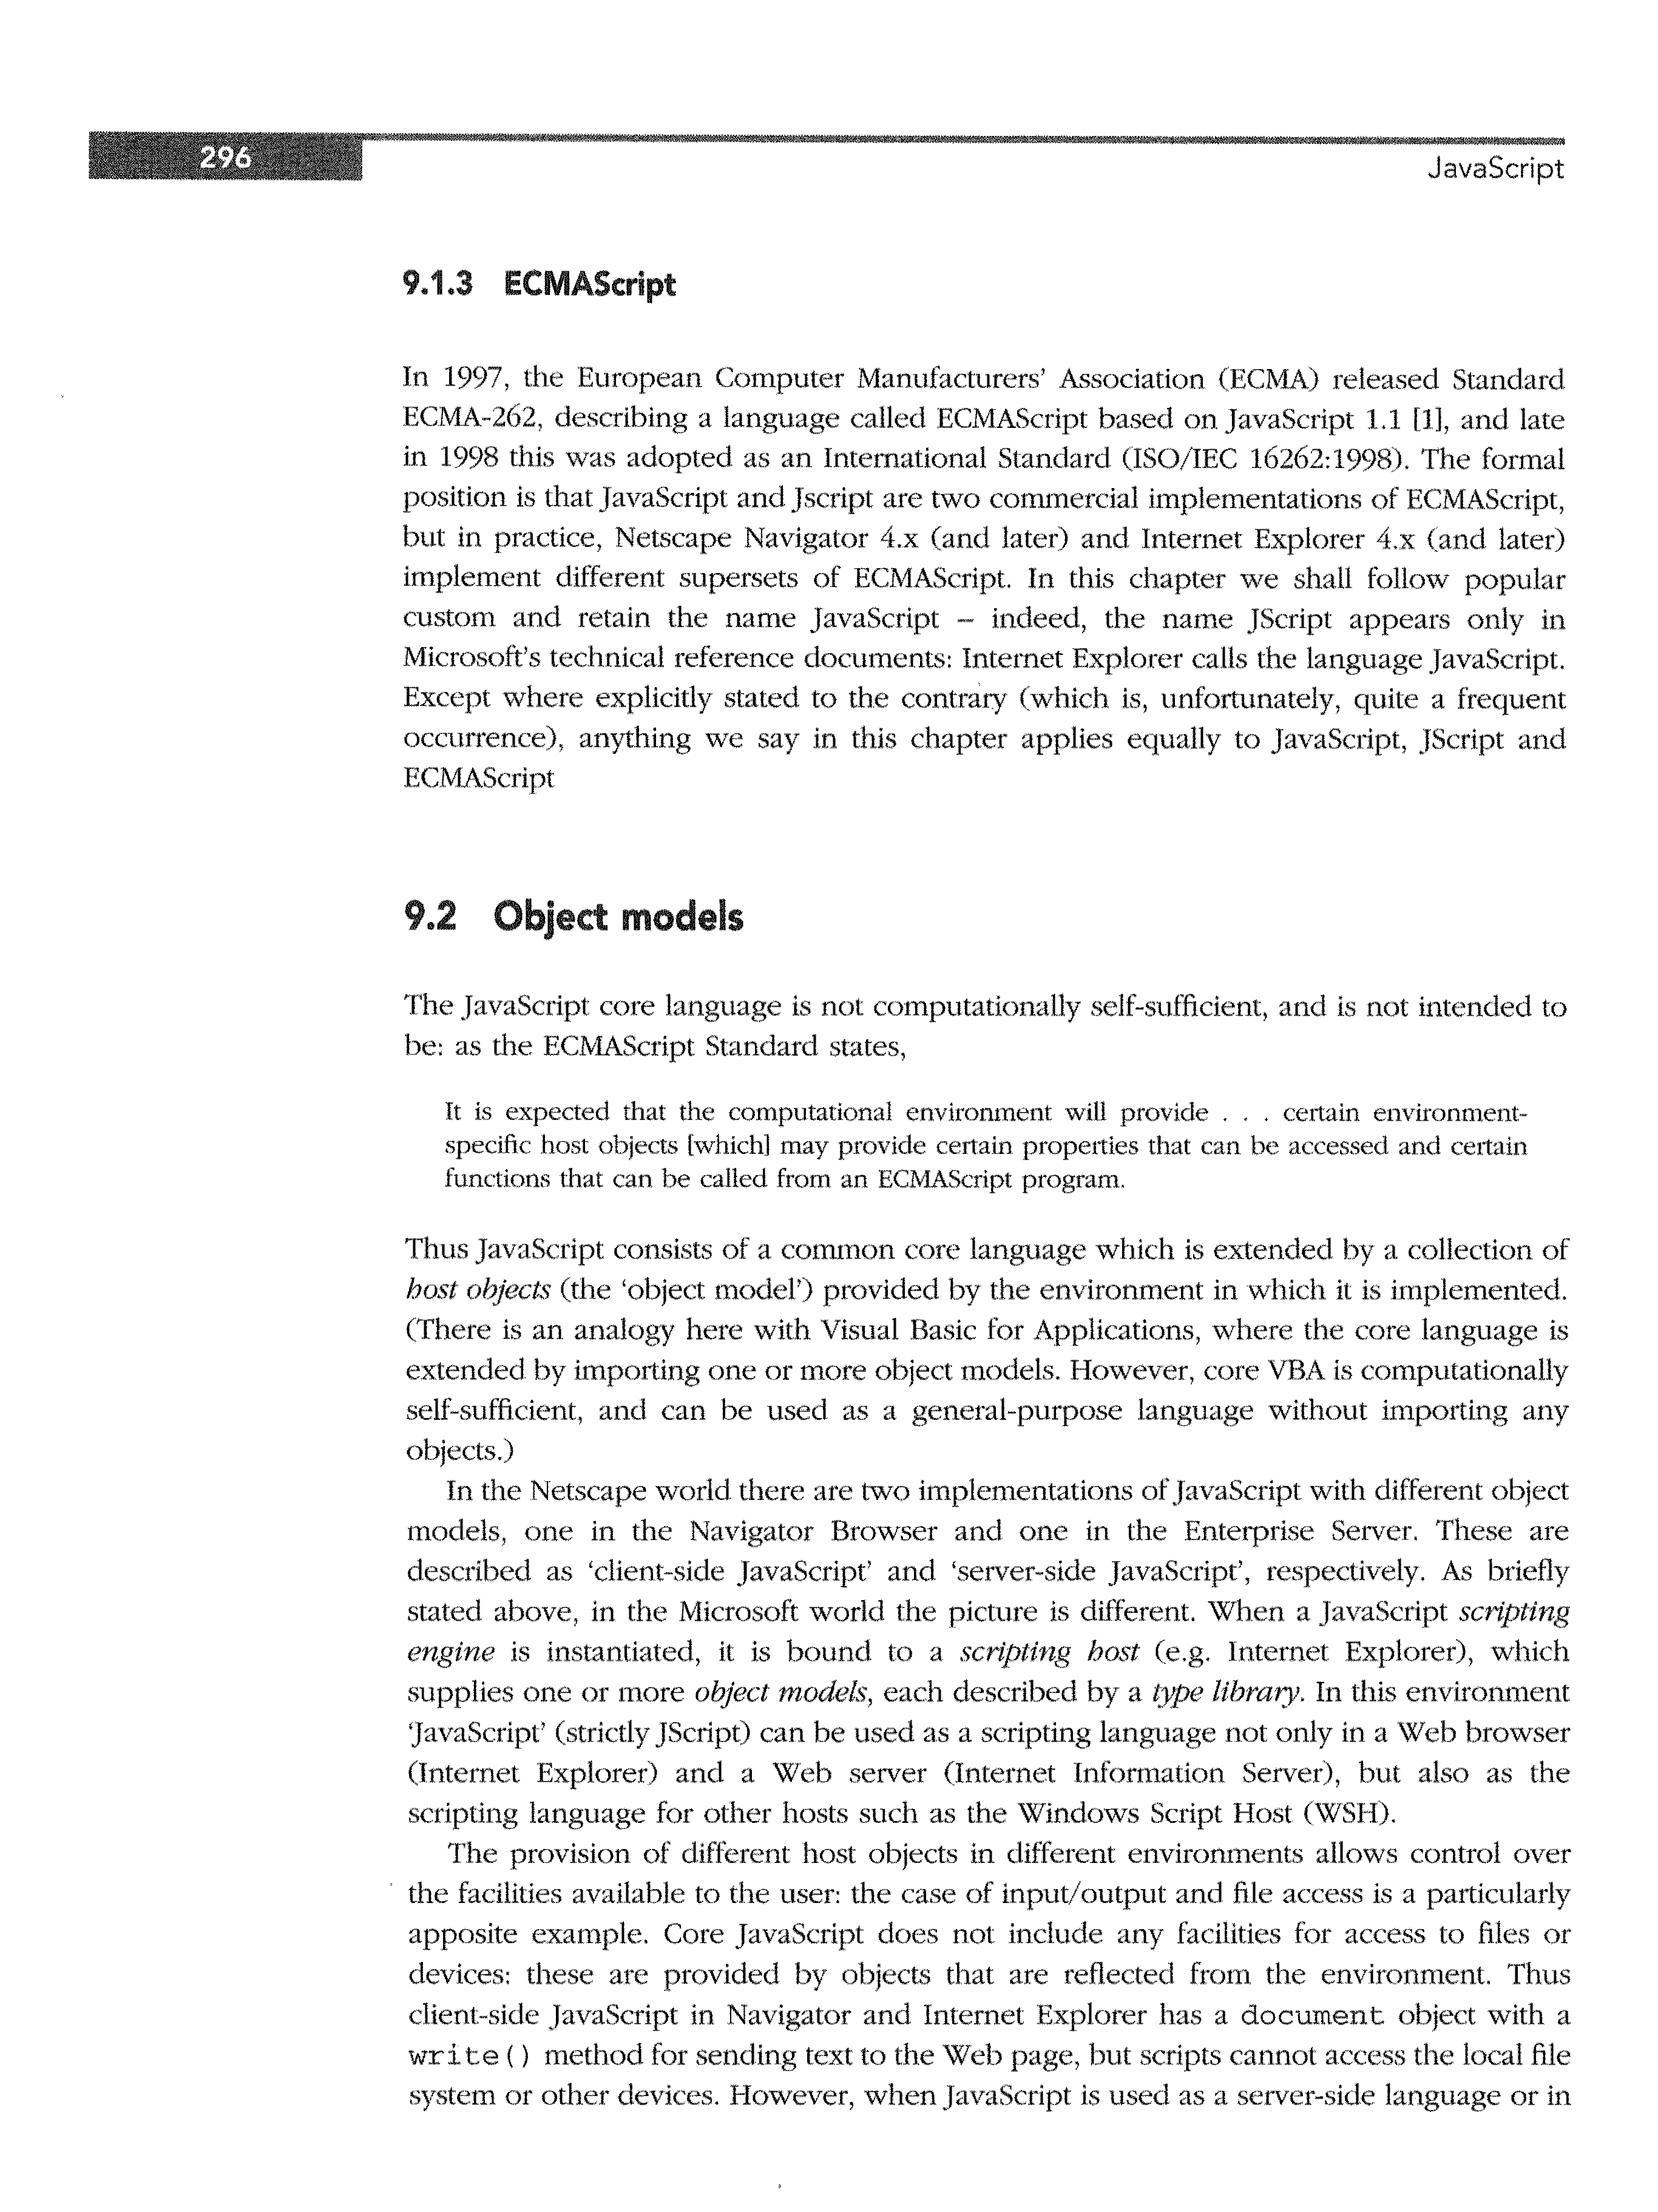 296
JavaScript
9.1.3 ECMAScript
In 1997, the European Computer Manufacturers' Association (ECMA) released Standard
ECMA-262, describing a language called ECMAScript based on JavaScript 1.1 [1], and late
in 1998 this was adopted as an International Standard (ISO/IEC 16262:1998). The formal
position is that JavaScript and Jscript are two commercial implementations of ECMAScript,
but in practice, Netscape Navigator 4.x (and later) and Internet Explorer 4.x (and later)
implement different supersets of ECMAScript. In this chapter we shall follow popular
custom and retain the name JavaScript – indeed, the name JScript appears only in
Microsoft's technical reference documents: Internet Explorer calls the language JavaScript.
Except where explicitly stated to the contrary (which is, unfortunately, quite a frequent
occurrence), anything we say in this chapter applies equally to JavaScript, JScript and
ECMAScript
9.2 Object models
The JavaScript core language is not computationally self-sufficient, and is not intended to
be: as the ECMAScript Standard states,
It is expected that the computational environment will provide . . . certain environment-
specific host objects [which] may provide certain properties that can be accessed and certain
functions that can be called from an ECMAScript program.
Thus JavaScript consists of a common core language which is extended by a collection of
host objects (the 'object model') provided by the environment in which it is implemented.
(There is an analogy here with Visual Basic for Applications, where the core language is
extended by importing one or more object models. However, core VBA is computationally
self-sufficient, and can be used as a general-purpose language without importing any
objects.)
In the Netscape world there are two implementations of JavaScript with different object
models, one in the Navigator Browser and one in the Enterprise Server. These are
described as 'client-side JavaScript' and 'server-side JavaScript', respectively. As briefly
stated above, in the Microsoft world the picture is different. When a JavaScript scripting
engine is instantiated, it is bound to a scripting host (e.g. Internet Explorer), which
supplies one or more object models, each described by a type library. In this environment
'JavaScript' (strictly JScript) can be used as a scripting language not only in a Web browser
(Internet Explorer) and a Web server (Internet Information Server), but also as the
scripting language for other hosts such as the Windows Script Host (WSH).
The provision of different host objects in different environments allows control over
the facilities available to the user: the case of input/output and file access is a particularly
apposite example. Core JavaScript does not include any facilities for access to files or
devices: these are provided by objects that are reflected from the environment. Thus
client-side JavaScript in Navigator and Internet Explorer has a document object with a
write() method for sending text to the Web page, but scripts cannot access the local file
system or other devices. However, when JavaScript is used as a server-side language or in